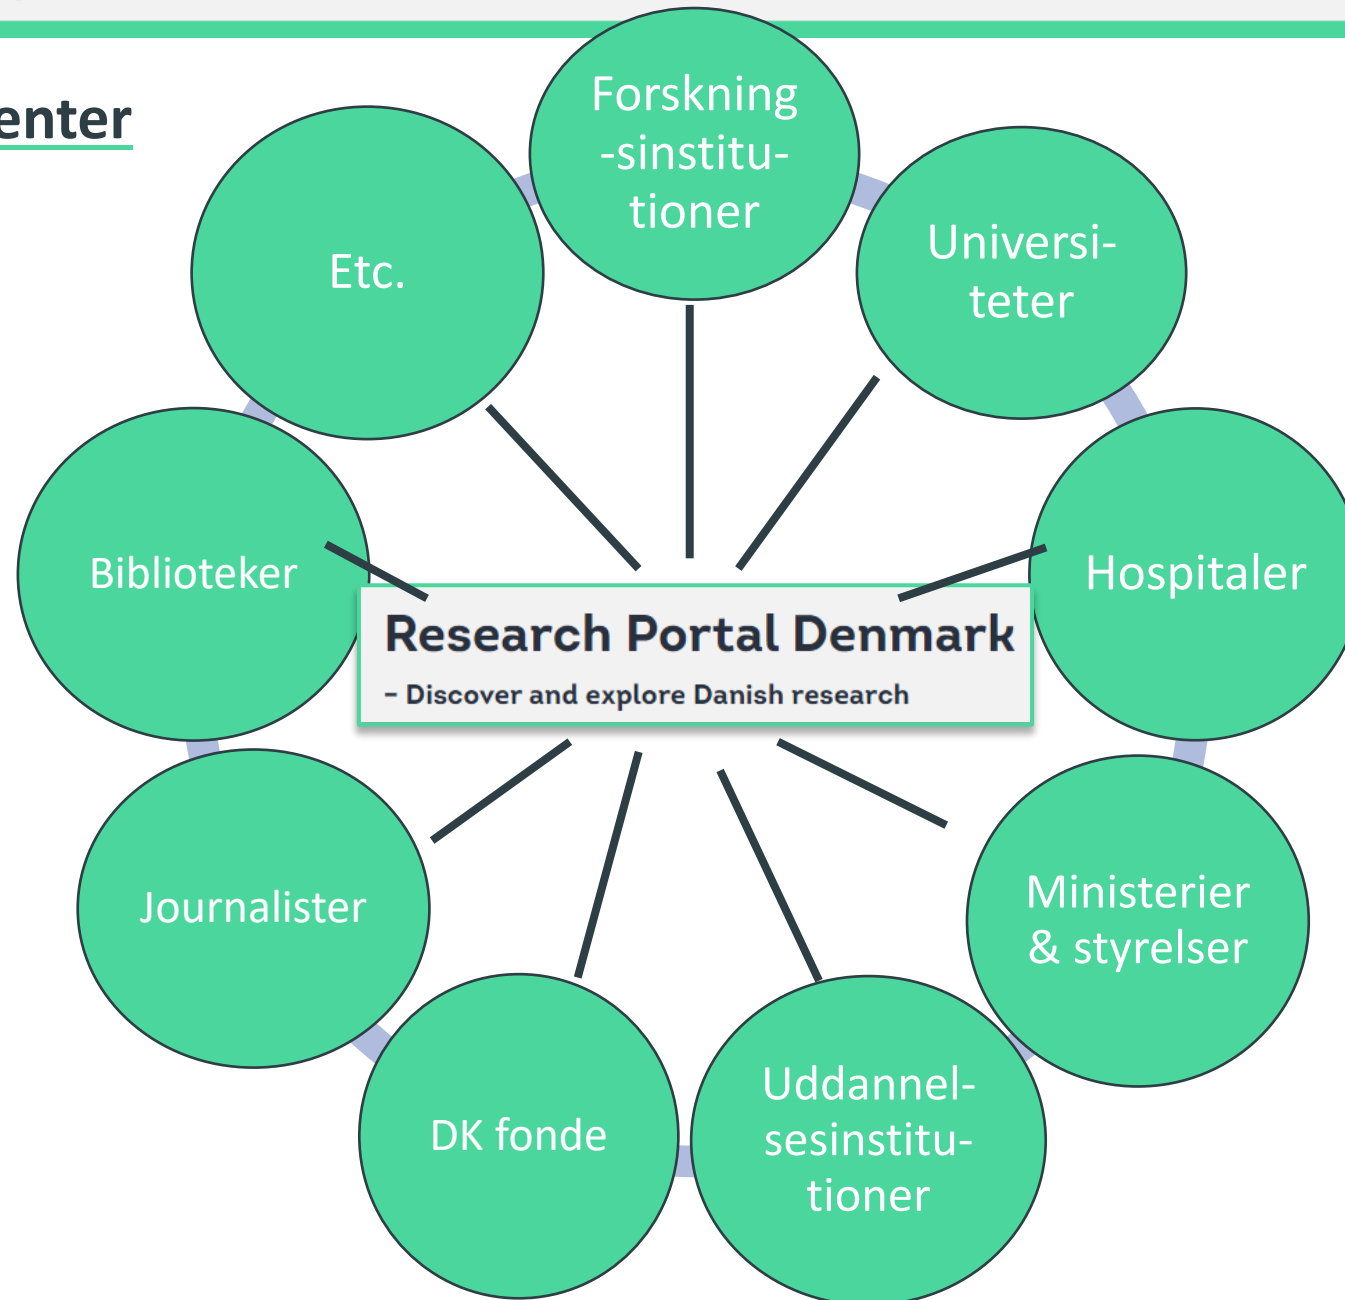 enter
Forskning
-sinstitu-
tioner
Universi-
teter
Etc.
Hospitaler
Biblioteker
Research Portal Denmark
– Discover and explore Danish research
Ministerier
& styrelser
Journalister
Uddannel-
sesinstitu-
tioner
DK fonde